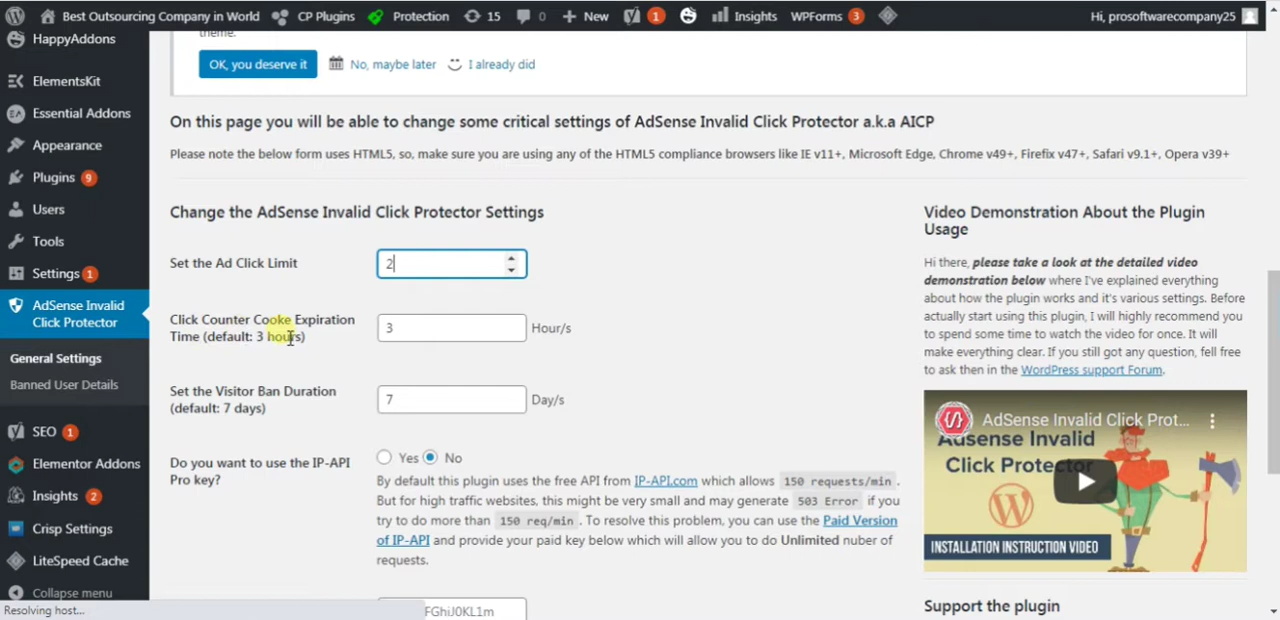 Best Outsourcing Company in World CP Plugins Protection 15 0 New 1 Insights WPForms 3 Hi, prosoftwarecompany25
HappyAddons
ElementsKit
Essential Addons
Appearance
Plugins 9
Users
Tools
Settings 1
AdSense Invalid
Click Protector
General Settings
Banned User Details
SEO 1
Elementor Addons
Insights 2
Crisp Settings
LiteSpeed Cache
Collapse menu
Resolving host...
theme.
OK, you deserve it No, maybe later I already did
On this page you will be able to change some critical settings of AdSense Invalid Click Protector a.k.a AICP
Please note the below form uses HTML5, so, make sure you are using any of the HTML5 compliance browsers like IE v11+, Microsoft Edge, Chrome v49+, Firefix v47+, Safari v9.1+, Opera v39+
Change the AdSense Invalid Click Protector Settings
Set the Ad Click Limit 2
Click Counter Cooke Expiration
Time (default: 3 hours)
3 Hour/s
Set the Visitor Ban Duration
(default: 7 days)
7 Day/s
Do you want to use the IP-API
Pro key?
Yes No
By default this plugin uses the free API from IP-API.com which allows 150 requests/min .
But for high traffic websites, this might be very small and may generate 503 Error if you
try to do more than 150 req/min . To resolve this problem, you can use the Paid Version
of IP-API and provide your paid key below which will allow you to do Unlimited nuber of
requests.
FGhiJ0KL1m
Video Demonstration About the Plugin
Usage
Hi there, please take a look at the detailed video
demonstration below where I've explained everything
about how the plugin works and it's various settings. Before
actually start using this plugin, I will highly recommend you
to spend some time to watch the video for once. It will
make everything clear. If you still got any question, fell free
to ask then in the WordPress support Forum.
AdSense Invalid Click Prot...
Adsense Invalid
Click Protector
INSTALLATION INSTRUCTION VIDEO
Support the plugin